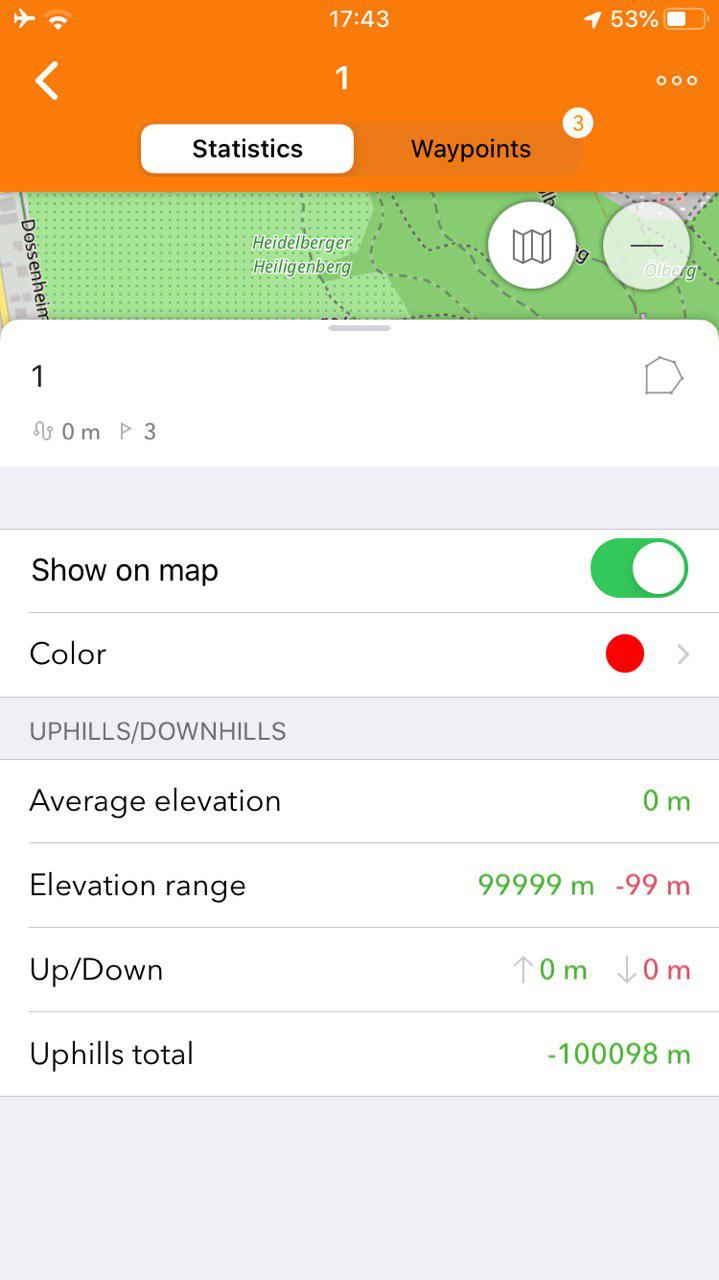 17:43 53%
1
Statistics Waypoints 3
Dossenheim
Heidelberger
Heiligenberg
Ölberg
1
0 m 3
Show on map
Color
UPHILLS/DOWNHILLS
Average elevation 0 m
Elevation range 99999 m -99 m
Up/Down ↑0 m ↓0 m
Uphills total -100098 m